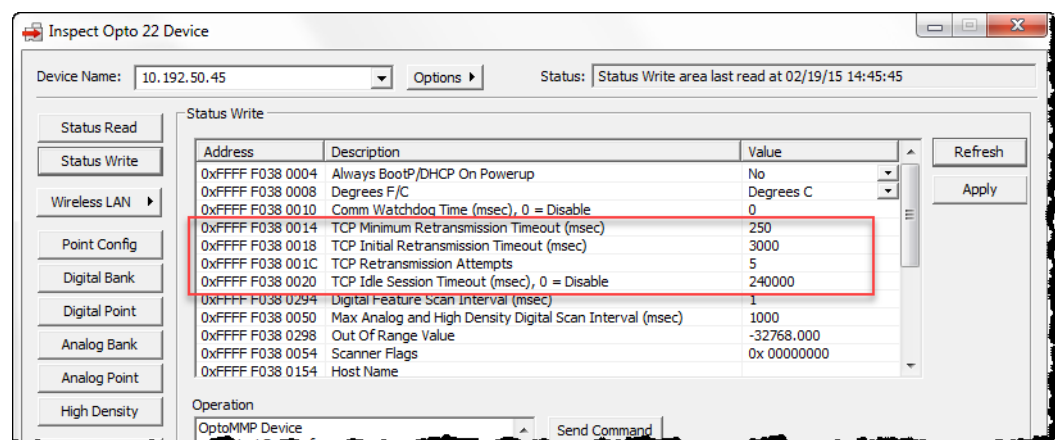 Inspect Opto 22 Device
Device Name: 10.192.50.45 Options Status: Status Write area last read at 02/19/15 14:45:45
Status Read
Status Write
Wireless LAN
Point Config
Digital Bank
Digital Point
Analog Bank
Analog Point
High Density
Status Write
Address Description Value
0xFFFF F038 0004 Always BootP/DHCP On Powerup No
0xFFFF F038 0008 Degrees F/C Degrees C
0xFFFF F038 0010 Comm Watchdog Time (msec), 0 = Disable 0
0xFFFF F038 0014 TCP Minimum Retransmission Timeout (msec) 250
0xFFFF F038 0018 TCP Initial Retransmission Timeout (msec) 3000
0xFFFF F038 001C TCP Retransmission Attempts 5
0xFFFF F038 0020 TCP Idle Session Timeout (msec), 0 = Disable 240000
0xFFFF F038 0294 Digital Feature Scan Interval (msec) 1
0xFFFF F038 0050 Max Analog and High Density Digital Scan Interval (msec) 1000
0xFFFF F038 0298 Out Of Range Value -32768.000
0xFFFF F038 0054 Scanner Flags 0x 00000000
0xFFFF F038 0154 Host Name
Refresh
Apply
Operation
OptoMMP Device
Send Command